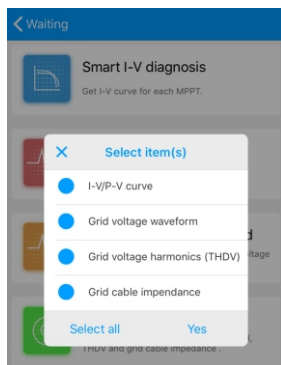 Waiting
Smart I-V diagnosis
Get I-V curve for each MPPT.
Select item(s)
I-V/P-V curve
Grid voltage waveform
Grid voltage harmonics (THDV)
Grid cable impendance
Select all Yes
THDV and grid cable impedance .